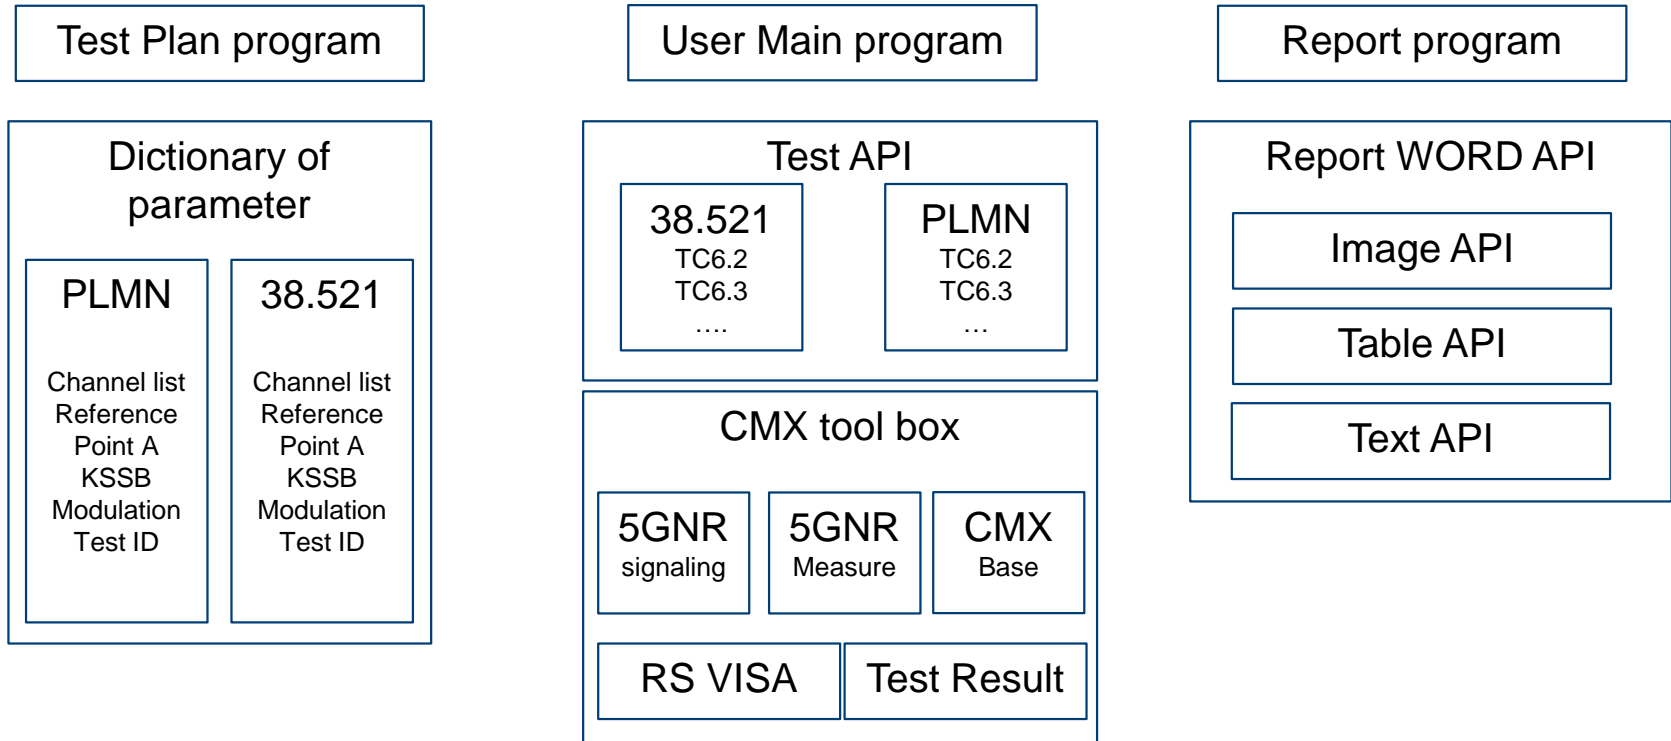 Test Plan program
User Main program
Report program
Dictionary of
parameter
PLMN
Channel list
Reference
Point A
KSSB
Modulation
Test ID
38.521
Channel list
Reference
Point A
KSSB
Modulation
Test ID
Test API
38.521
TC6.2
TC6.3
....
PLMN
TC6.2
TC6.3
...
CMX tool box
5GNR
signaling
5GNR
Measure
CMX
Base
RS VISA
Test Result
Report WORD API
Image API
Table API
Text API